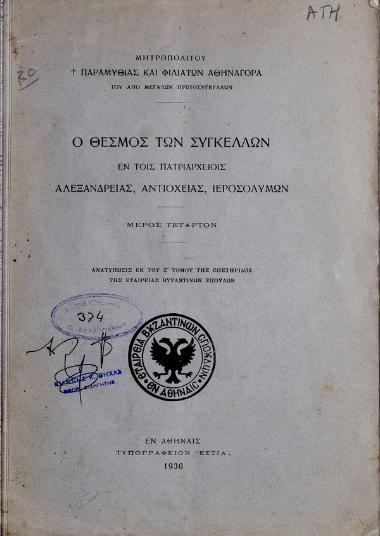 ΑΤΗ
20
ΜΗΤΡΟΠΟΛΙΤΟΥ
† ΠΑΡΑΜΥΘΙΑΣ ΚΑΙ ΦΙΛΙΑΤΩΝ ΑΘΗΝΑΓΟΡΑ
ΤΟΥ ΑΠΟ ΜΕΓΑΛΩΝ ΠΡΩΤΟΣΥΓΚΕΛΛΩΝ
Ο ΘΕΣΜΟΣ ΤΩΝ ΣΥΓΚΕΛΛΩΝ
ΕΝ ΤΟΙΣ ΠΑΤΡΙΑΡΧΕΙΟΙΣ
ΑΛΕΞΑΝΔΡΕΙΑΣ, ΑΝΤΙΟΧΕΙΑΣ, ΙΕΡΟΣΟΛΥΜΩΝ
ΜΕΡΟΣ ΤΕΤΑΡΤΟΝ
ΑΝΑΤΥΠΩΣΙΣ ΕΚ ΤΟΥ Ζ' ΤΟΜΟΥ ΤΗΣ ΕΠΕΤΗΡΙΔΟΣ
ΤΗΣ ΕΤΑΙΡΕΙΑΣ ΒΥΖΑΝΤΙΝΩΝ ΣΠΟΥΔΩΝ
374
ΕΤΑΙΡΕΙΑ ΒΥΖΑΝΤΙΝΩΝ ΣΠΟΥΔΩΝ
ΕΝ ΑΘΗΝΑΙΣ
ΕΝ ΑΘΗΝΑΙΣ
ΤΥΠΟΓΡΑΦΕΙΟΝ «ΕΣΤΙΑ»
1930